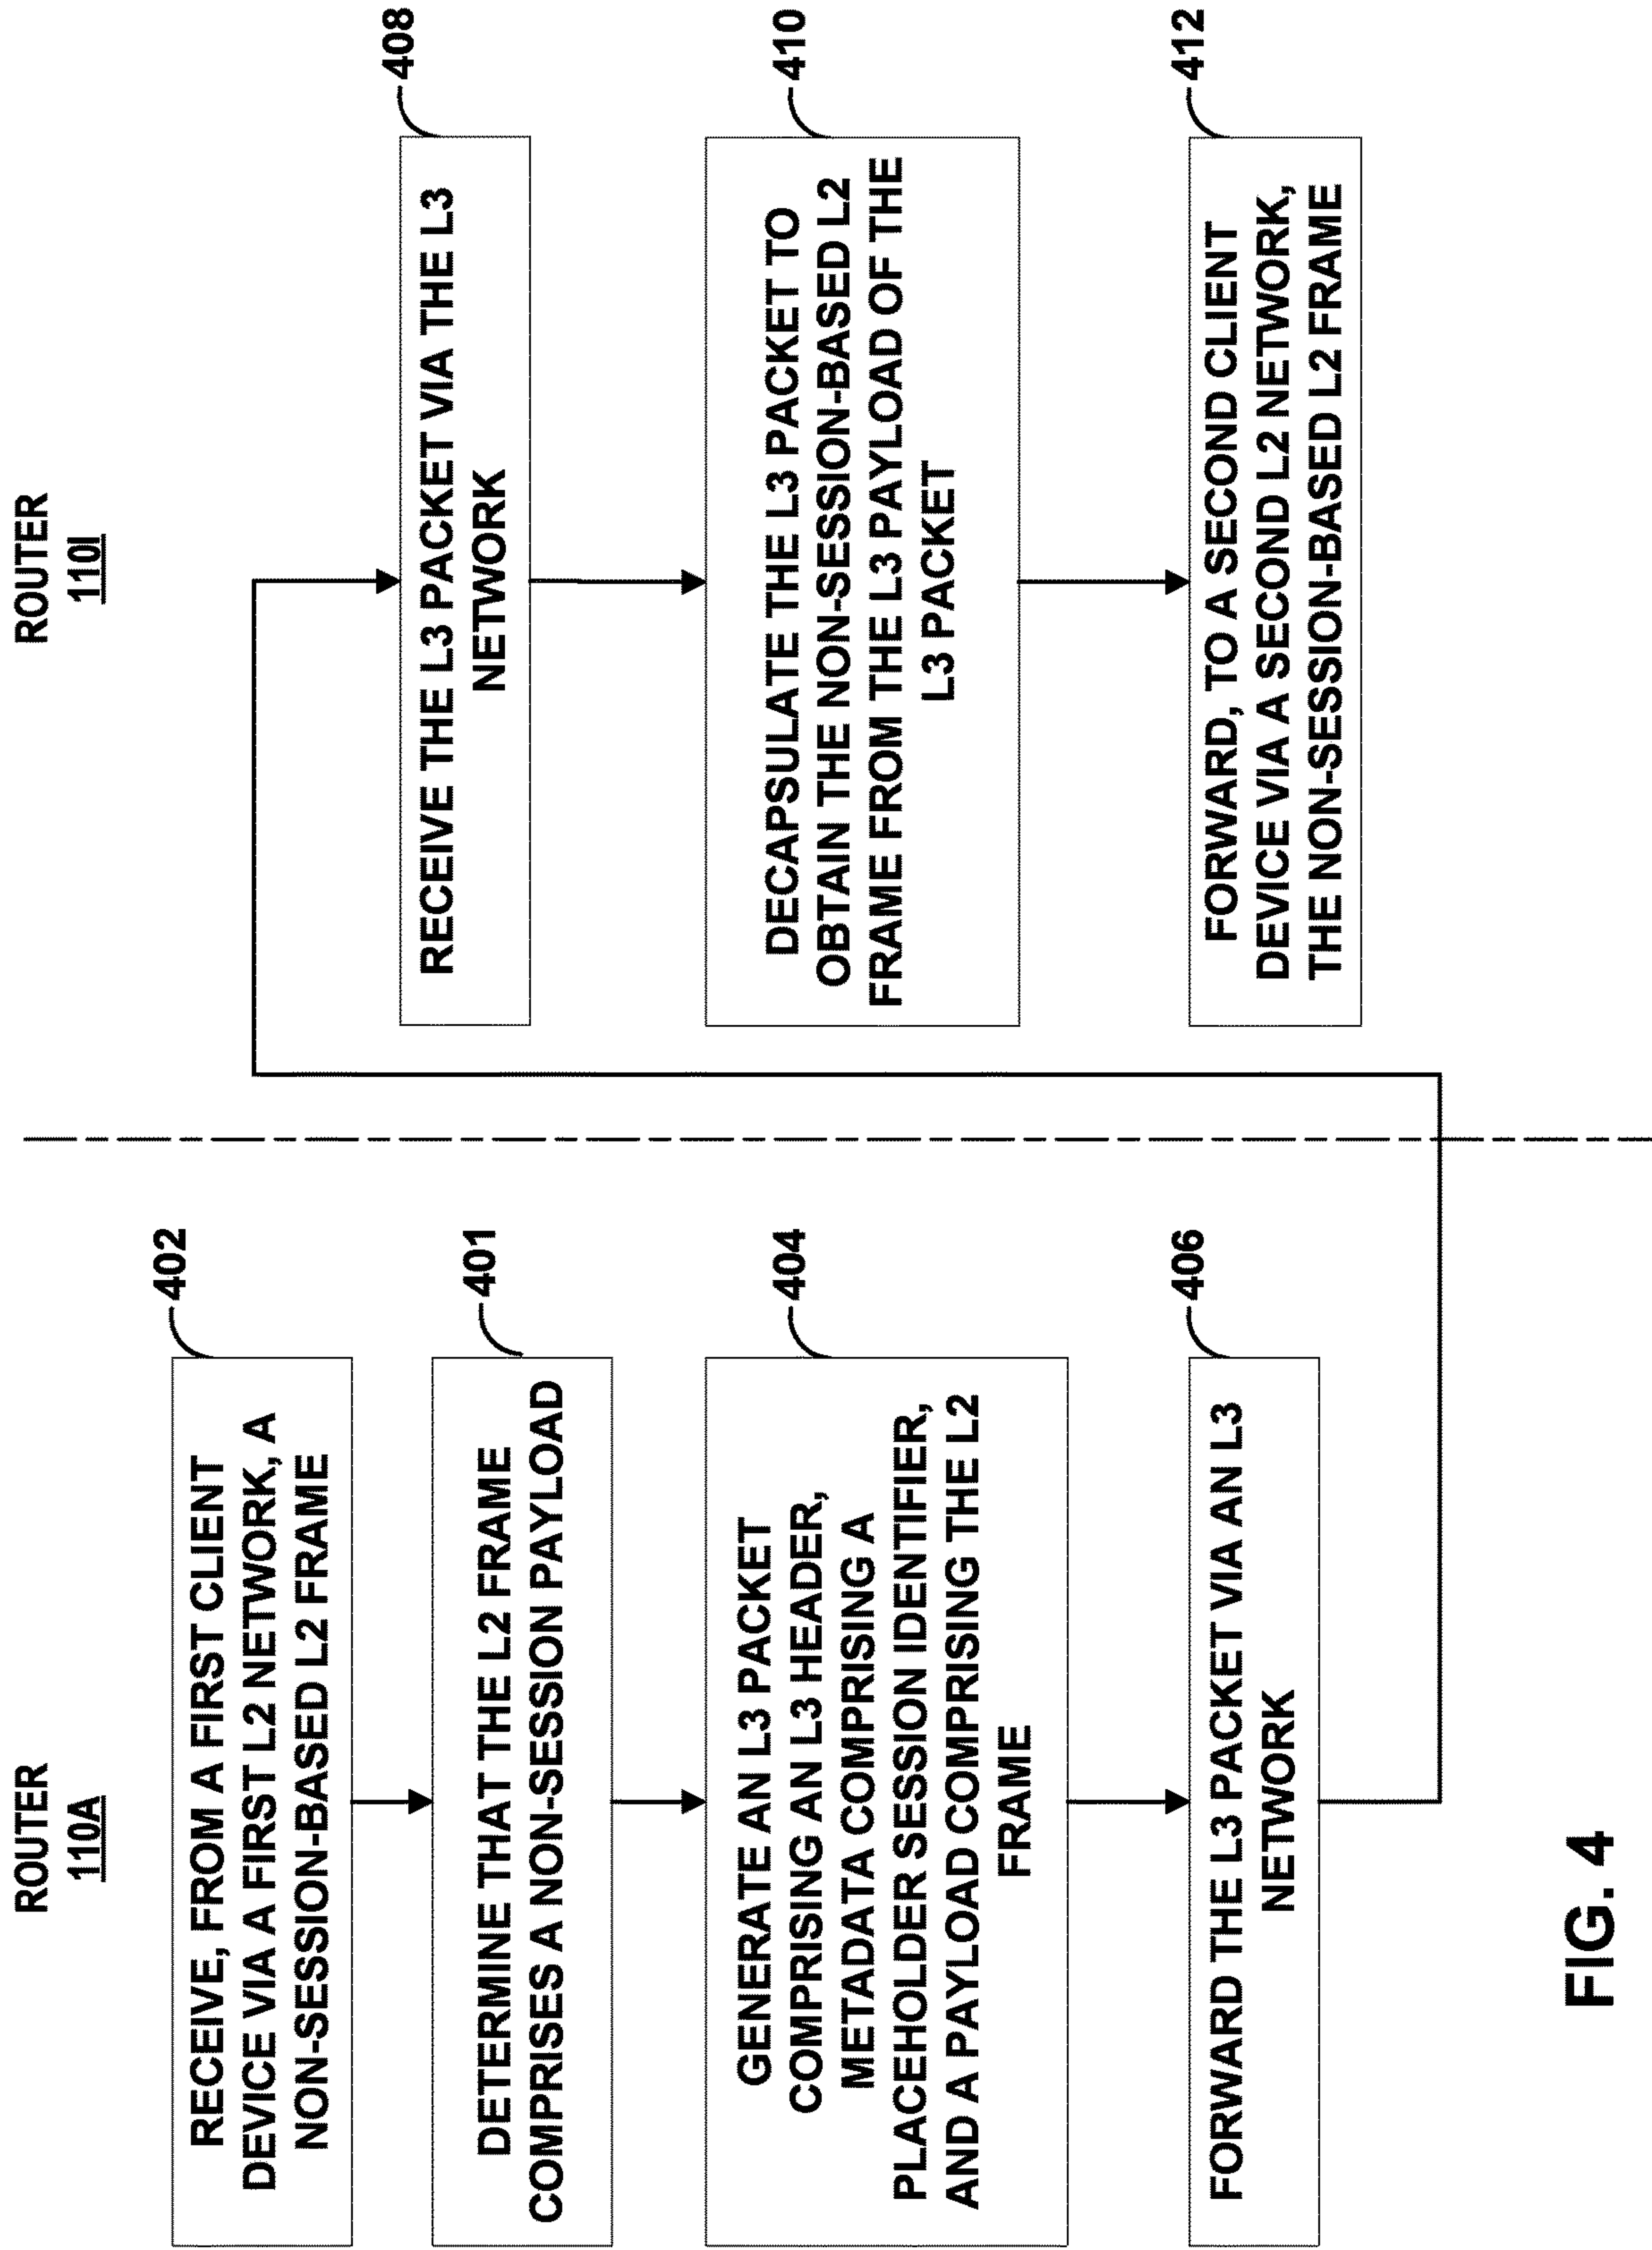 ROUTER
110A
RECEIVE, FROM A FIRST CLIENT
DEVICE VIA A FIRST L2 NETWORK, A
NON-SESSION-BASED L2 FRAME
402
DETERMINE THAT THE L2 FRAME
COMPRISES A NON-SESSION PAYLOAD
401
GENERATE AN L3 PACKET
COMPRISING AN L3 HEADER,
METADATA COMPRISING A
PLACEHOLDER SESSION IDENTIFIER,
AND A PAYLOAD COMPRISING THE L2
FRAME
404
FORWARD THE L3 PACKET VIA AN L3
NETWORK
406
ROUTER
110I
RECEIVE THE L3 PACKET VIA THE L3
NETWORK
408
DECAPSULATE THE L3 PACKET TO
OBTAIN THE NON-SESSION-BASED L2
FRAME FROM THE L3 PAYLOAD OF THE
L3 PACKET
410
FORWARD, TO A SECOND CLIENT
DEVICE VIA A SECOND L2 NETWORK,
THE NON-SESSION-BASED L2 FRAME
412
FIG. 4